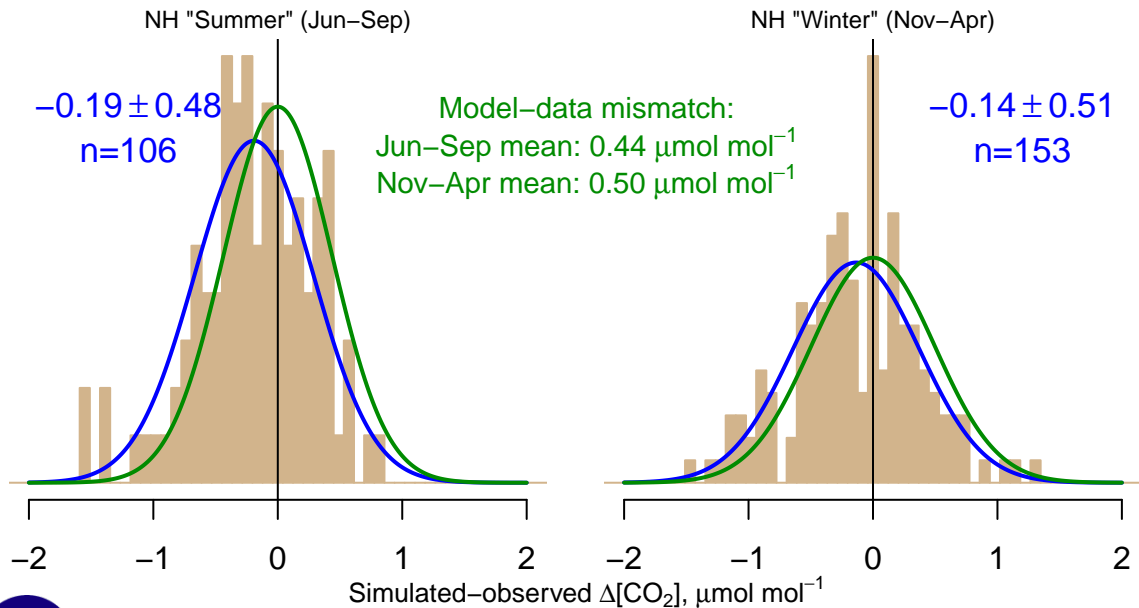 NH "Summer" (Jun−Sep)
NH "Winter" (Nov−Apr)
−0.19 ± 0.48
n=106
Model−data mismatch:
Jun−Sep mean: 0.44 μmol mol⁻¹
Nov−Apr mean: 0.50 μmol mol⁻¹
−0.14 ± 0.51
n=153
−2 −1 0 1 2
−2 −1 0 1 2
Simulated−observed Δ[CO₂], μmol mol⁻¹